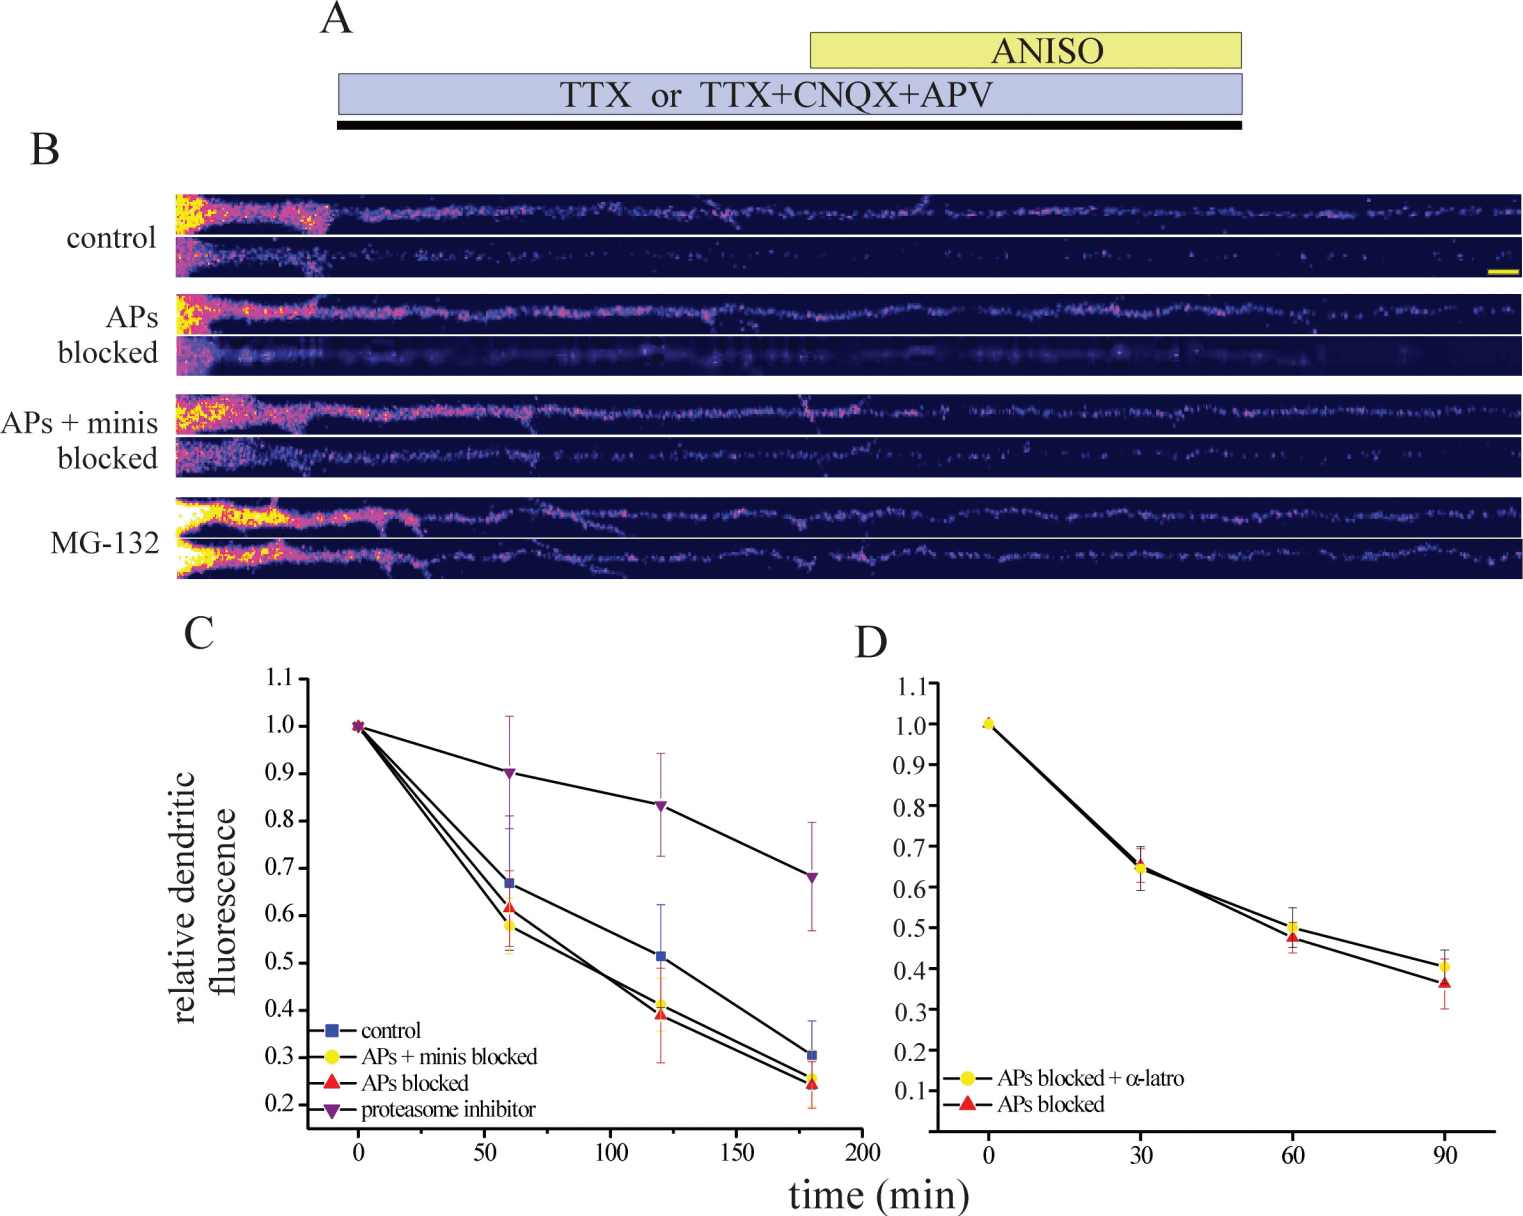 A
ANISO
TTX or TTX+CNQX+APV
B
control
APs
blocked
APs + minis
blocked
MG-132
C
relative dendritic
fluorescence
1.1
1.0
0.9
0.8
0.7
0.6
0.5
0.4
0.3
0.2
control
APs + minis blocked
APs blocked
proteasome inhibitor
0 50 100 150 200
D
1.1
1.0
0.9
0.8
0.7
0.6
0.5
0.4
0.3
0.2
0.1
APs blocked + α-latro
APs blocked
0 30 60 90
time (min)